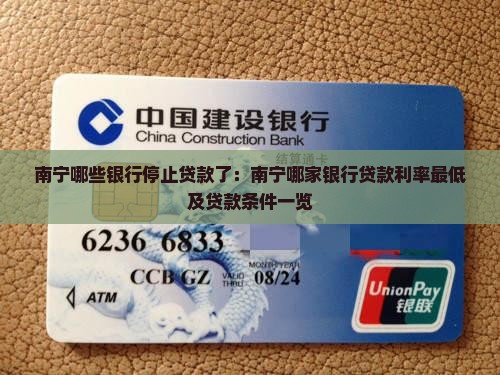 中国建设银行
China Construction Bank
结算通卡
南宁哪些银行停止贷款了：南宁哪家银行贷款利率最低
及贷款条件一览
6236 6833
MONTH/YEAR
CCB GZ VALID THRU 08/24
ATM
UnionPay
银联